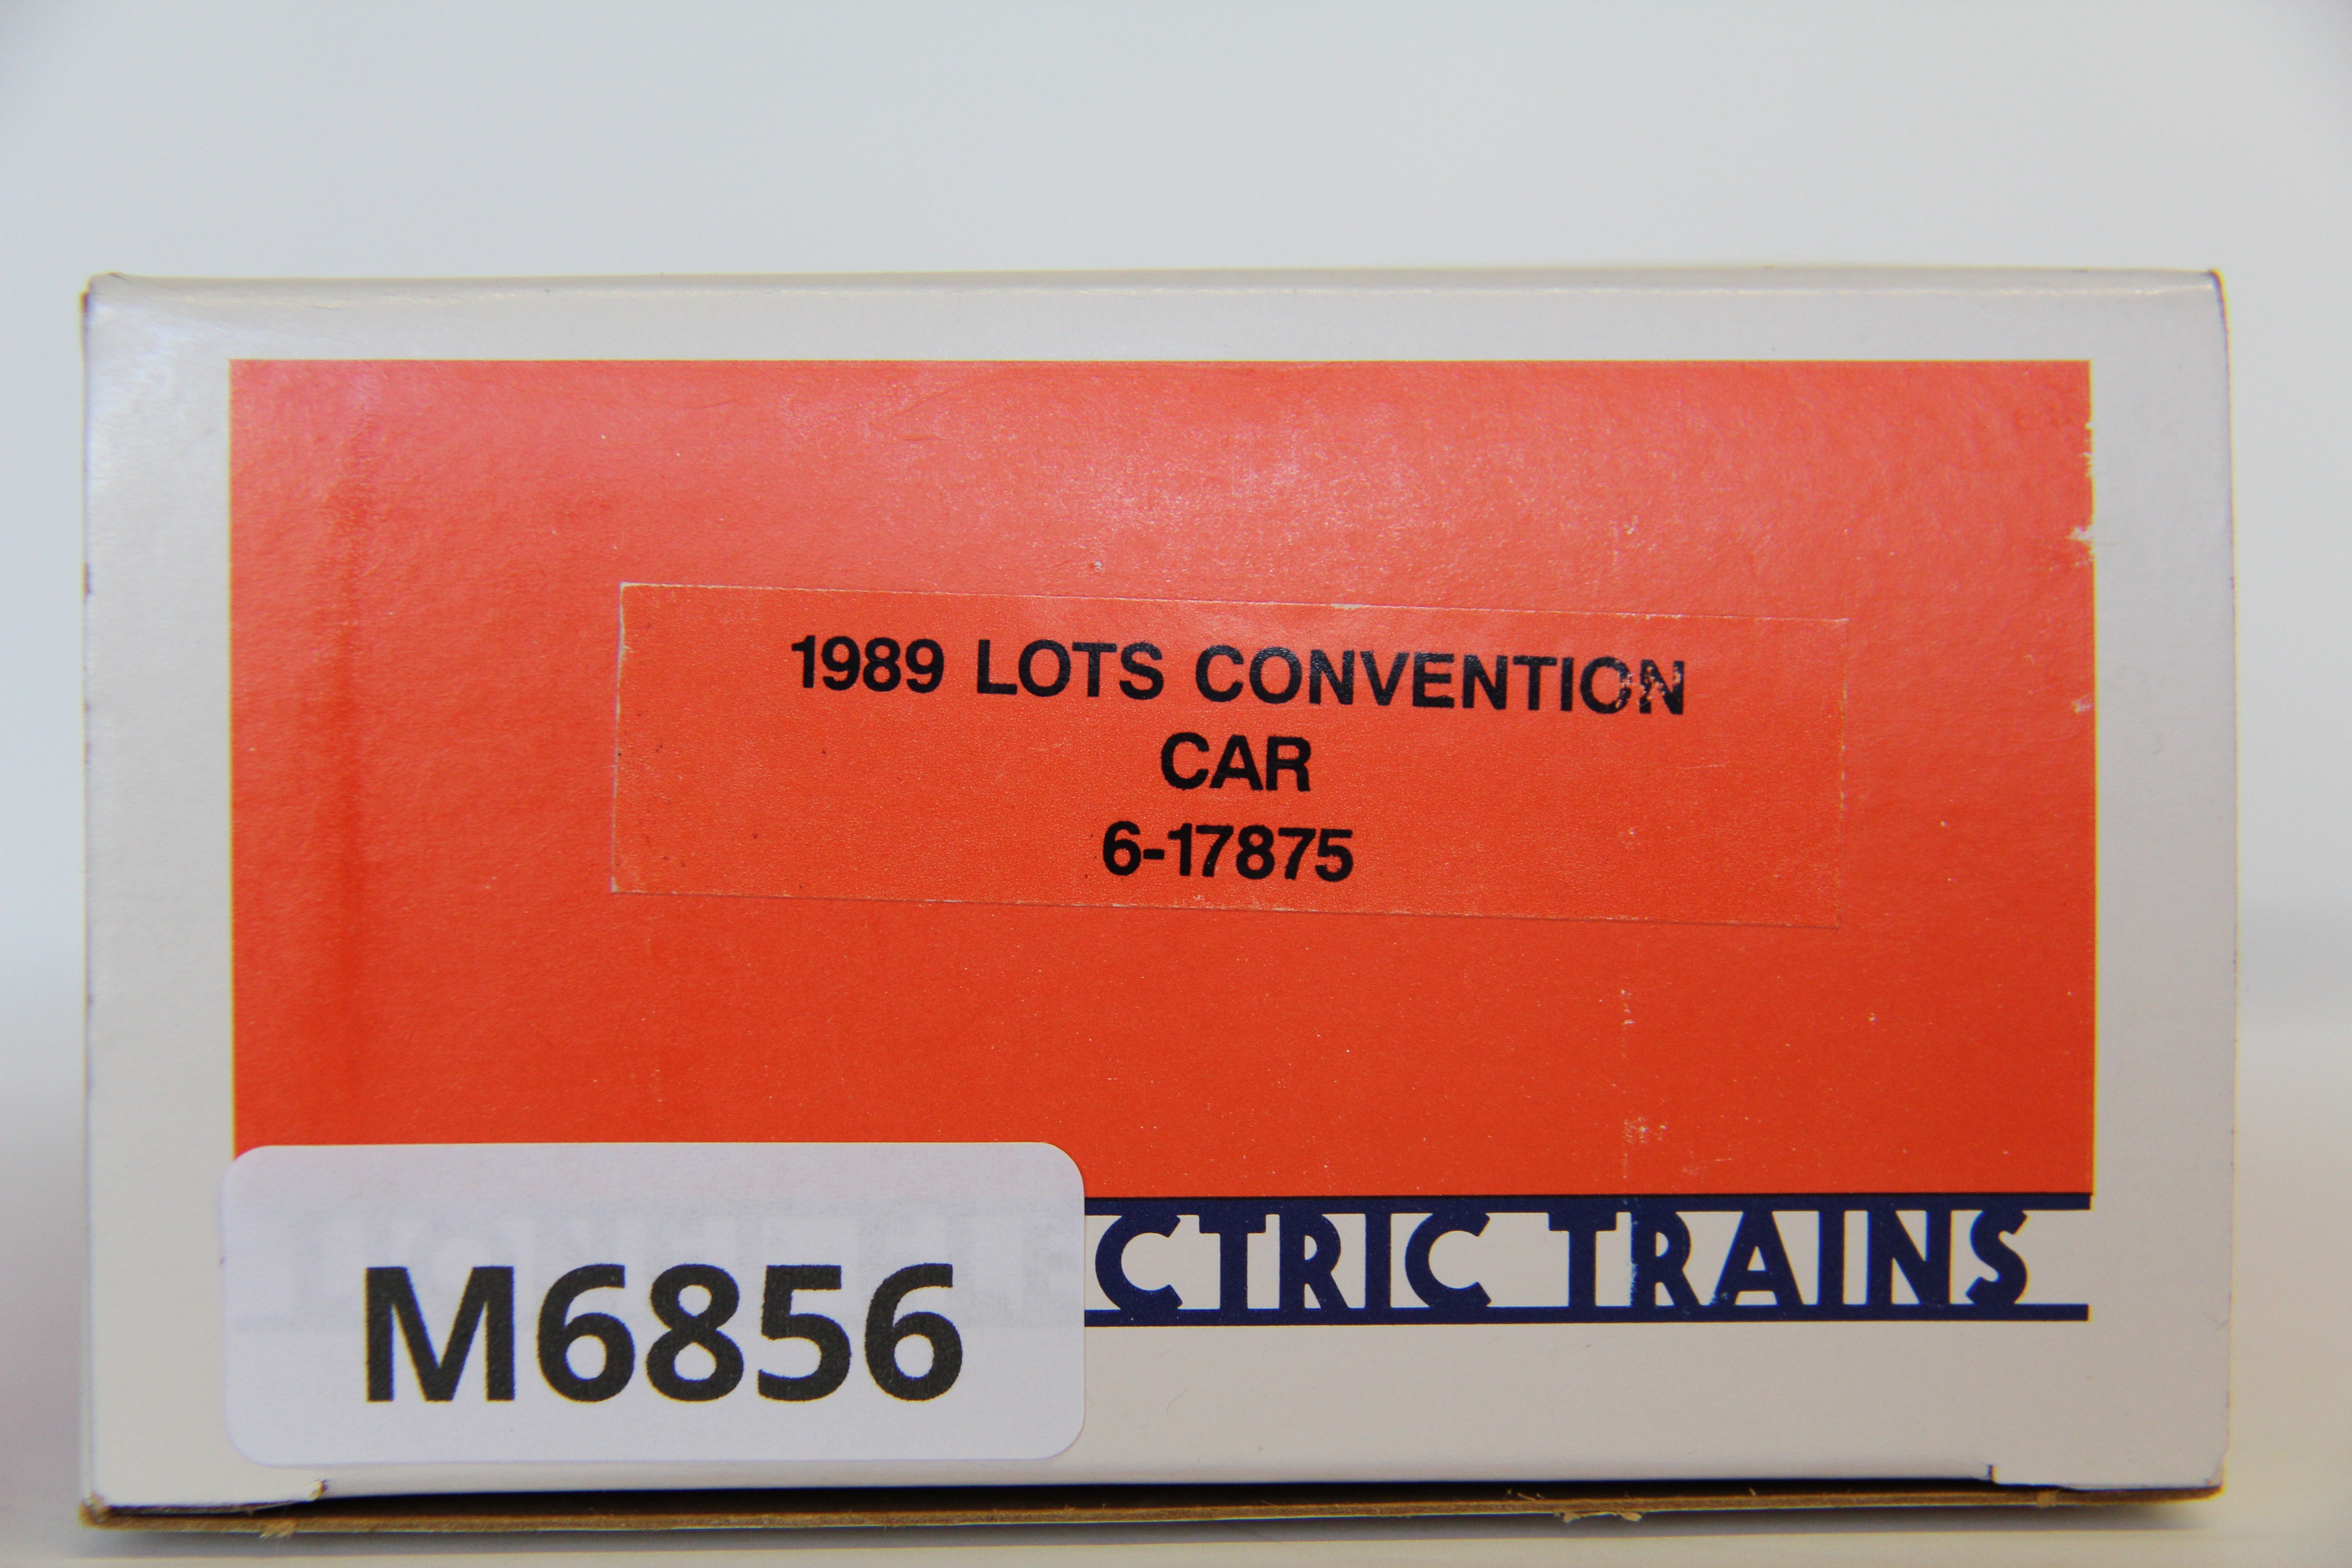 1989 LOTS CONVENTION
CAR
6-17875
CTRIC TRAINS
M6856